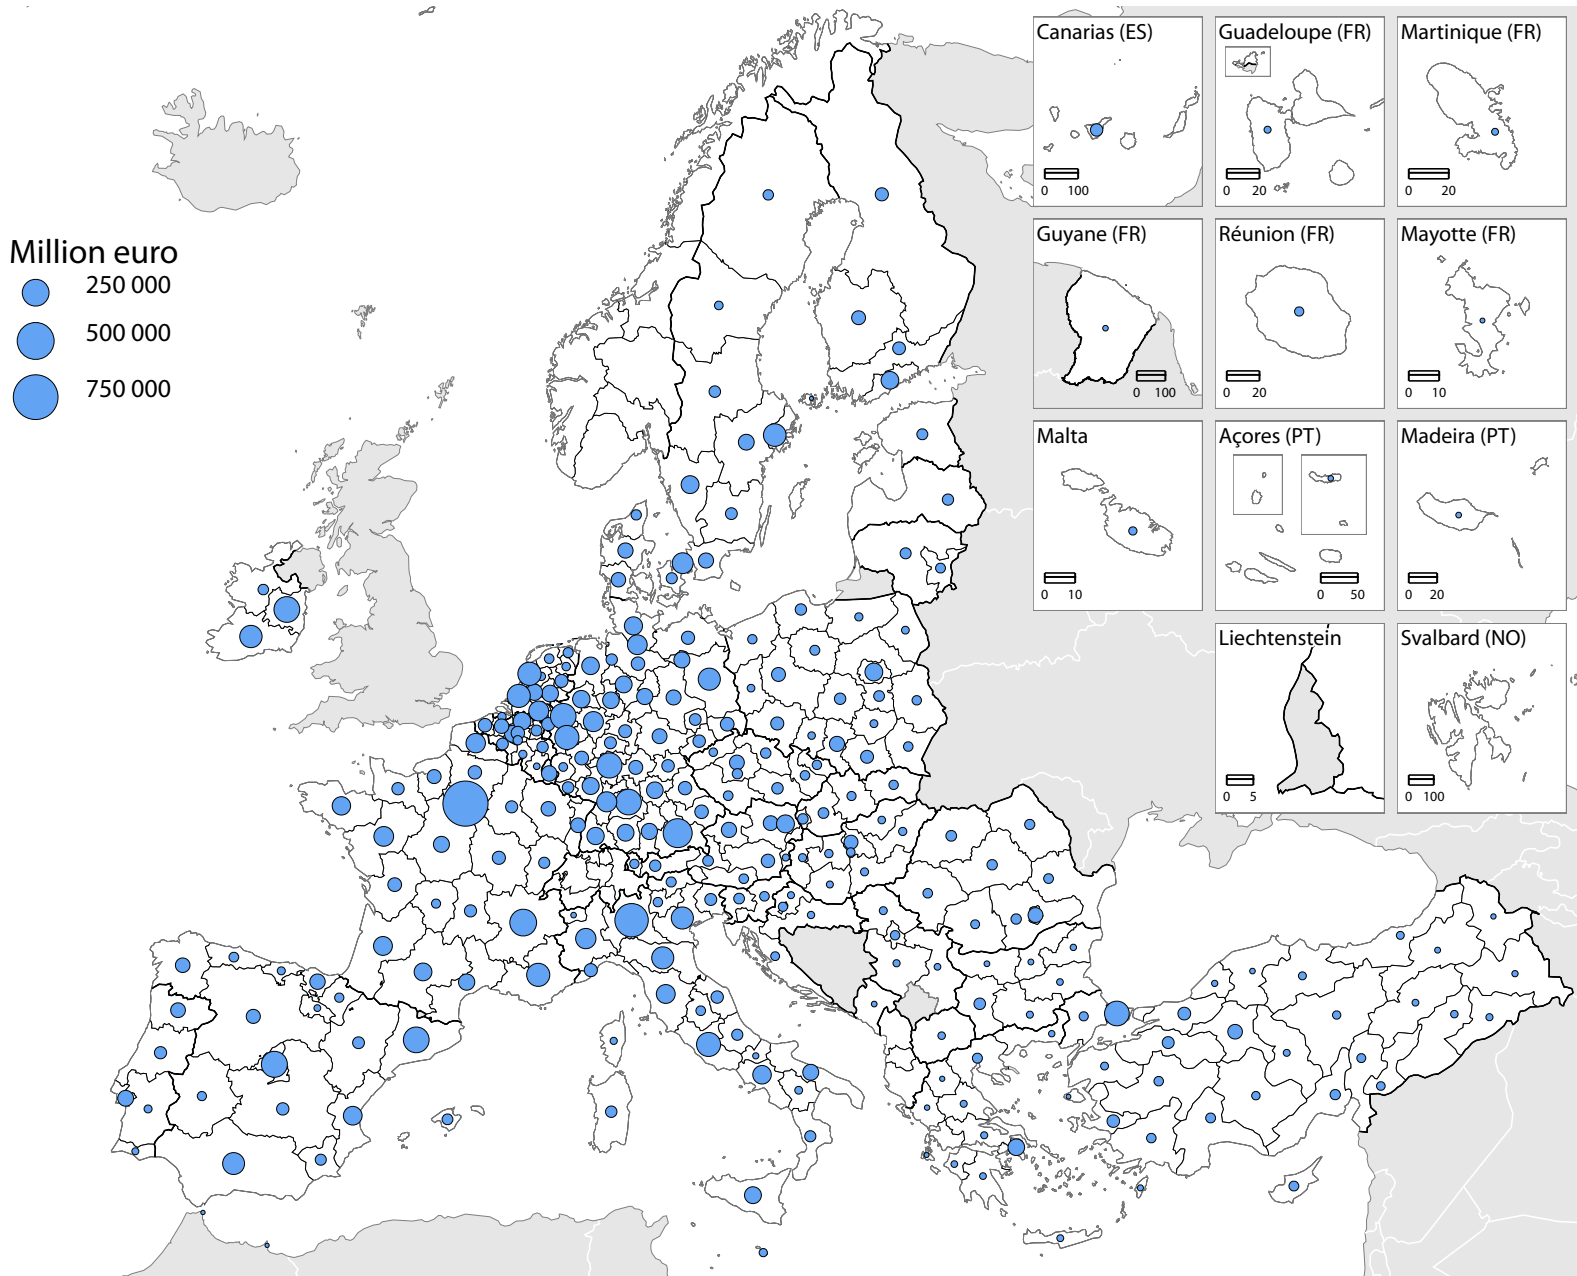 Million euro
250 000
500 000
750 000
Canarias (ES)
0 100
Guadeloupe (FR)
0 20
Martinique (FR)
0 20
Guyane (FR)
0 100
Réunion (FR)
0 20
Mayotte (FR)
0 10
Malta
0 10
Açores (PT)
0 50
Madeira (PT)
0 20
Liechtenstein
0 5
Svalbard (NO)
0 100